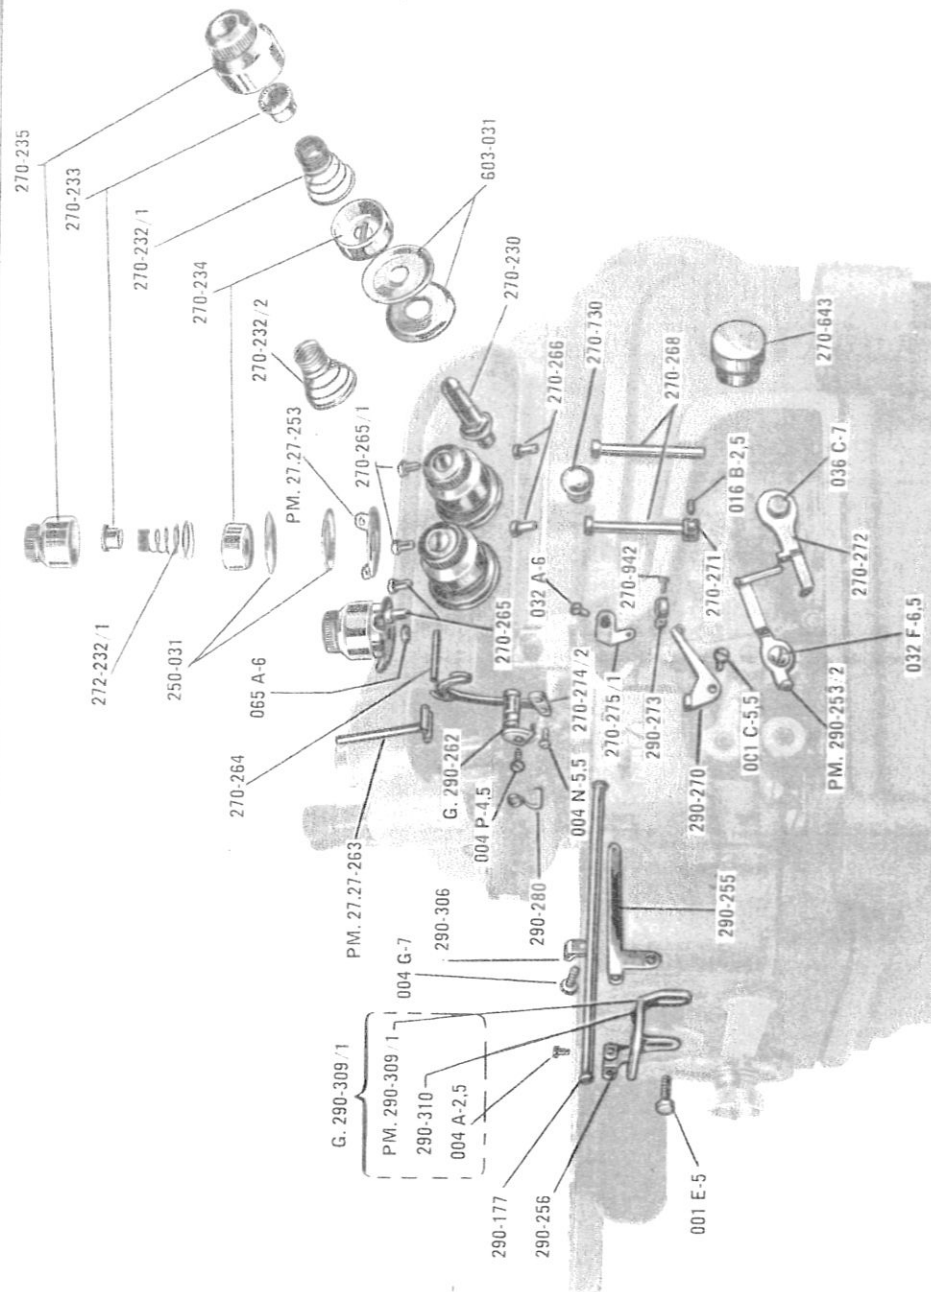 270-235
270-233
270-232/1
270-234
270-232/2
PM. 27.27-253
270-265/1
603-031
270-230
270-266
270-730
270-268
270-643
272-232/1
250-031
065 A-6
270-264
270-265
032 A-6
270-942
016 B-2,5
036 C-7
270-271
270-272
PM. 27.27-263
G. 290-262
004 P-4,5
270-274/2
270-275/1
290-273
004 N-5,5
290-280
290-270
001 C-5,5
PM. 290-253/2
032 F-6,5
290-306
004 G-7
290-255
G. 290-309/1
PM. 290-309/1
290-310
004 A-2,5
290-177
290-256
001 E-5